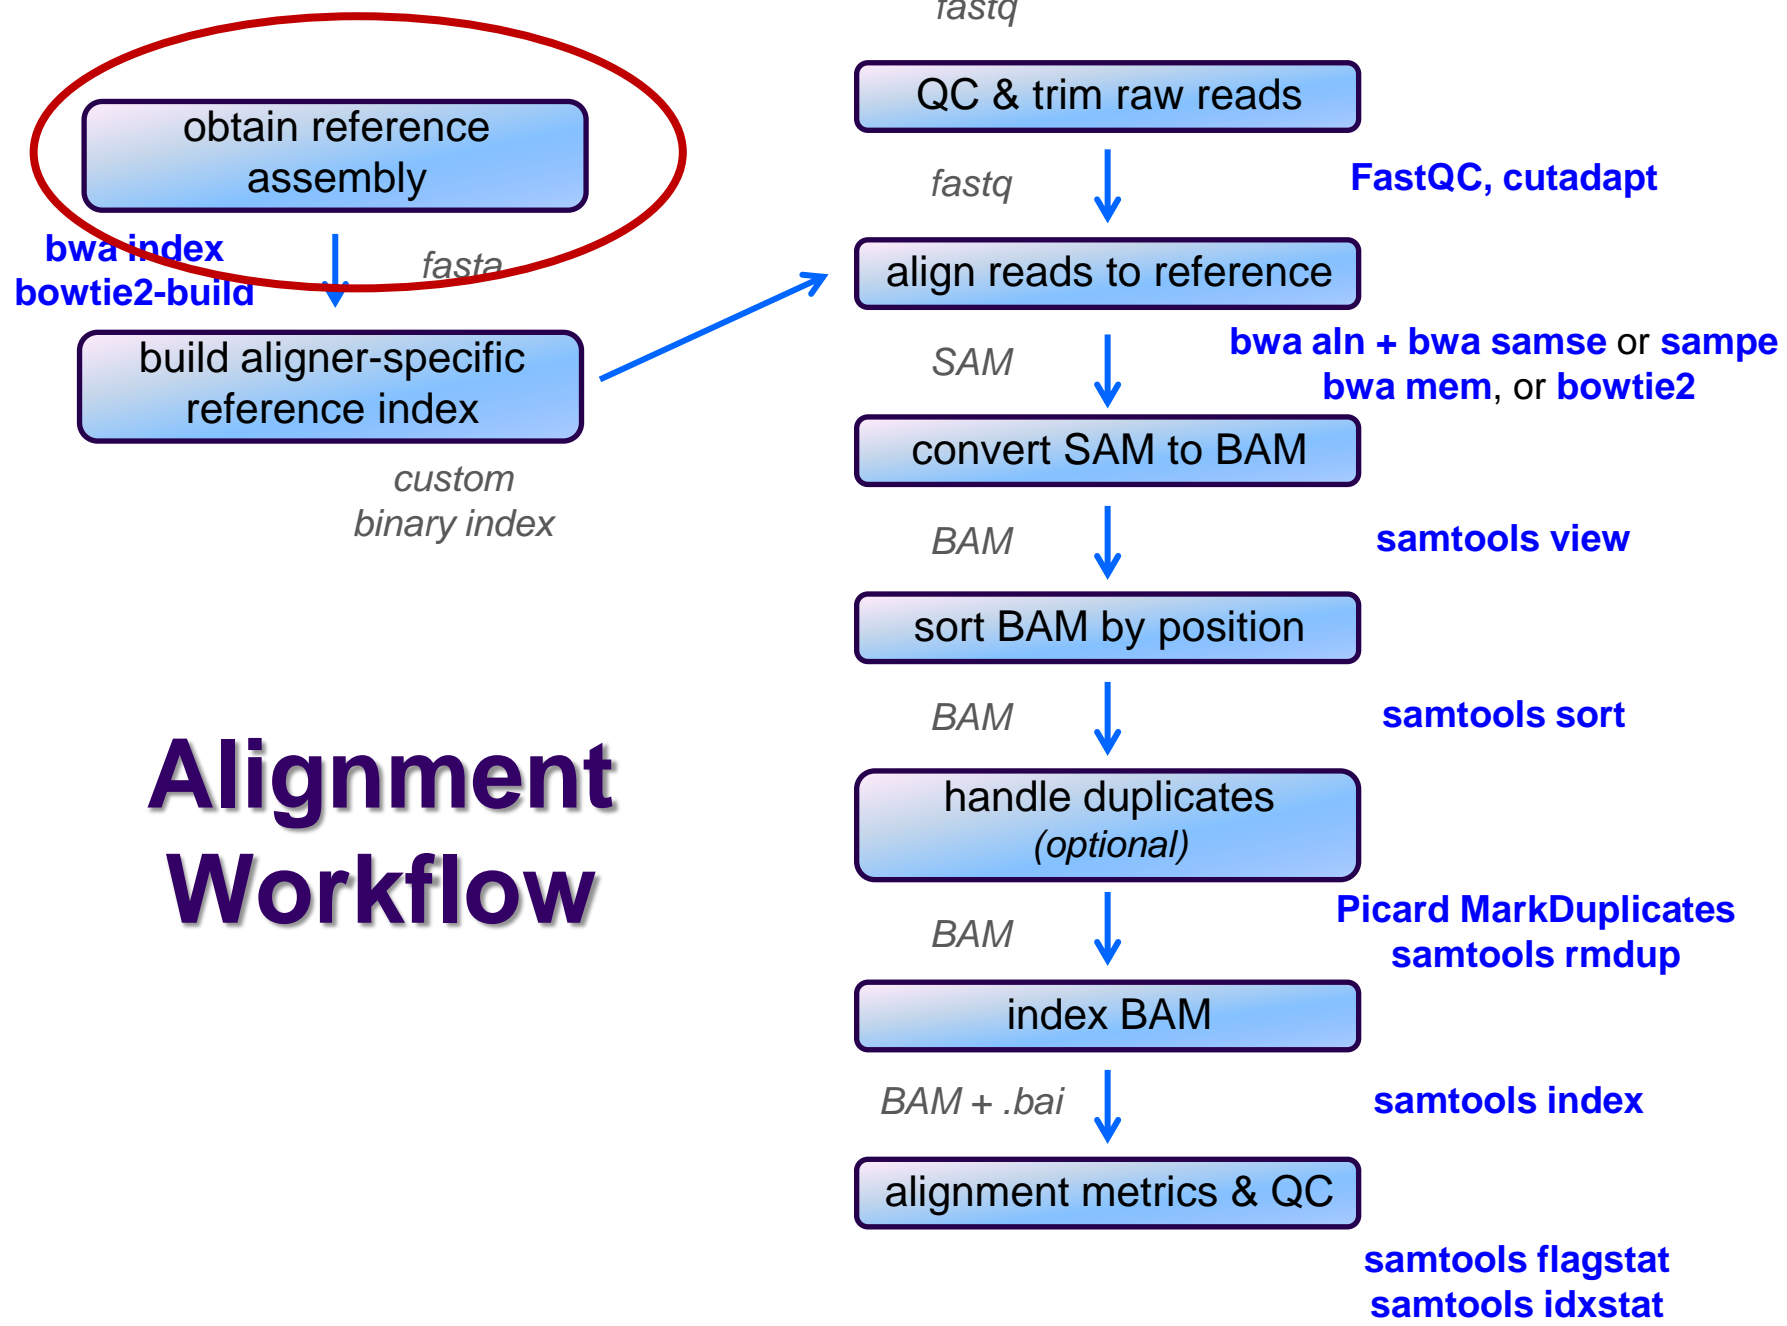 fastq
obtain reference
assembly
bwa index
bowtie2-build
fasta
build aligner-specific
reference index
custom
binary index
Alignment
Workflow
QC & trim raw reads
fastq
FastQC, cutadapt
align reads to reference
SAM
bwa aln + bwa samse or sampe
bwa mem, or bowtie2
convert SAM to BAM
BAM
samtools view
sort BAM by position
BAM
samtools sort
handle duplicates
(optional)
BAM
Picard MarkDuplicates
samtools rmdup
index BAM
BAM + .bai
samtools index
alignment metrics & QC
samtools flagstat
samtools idxstat